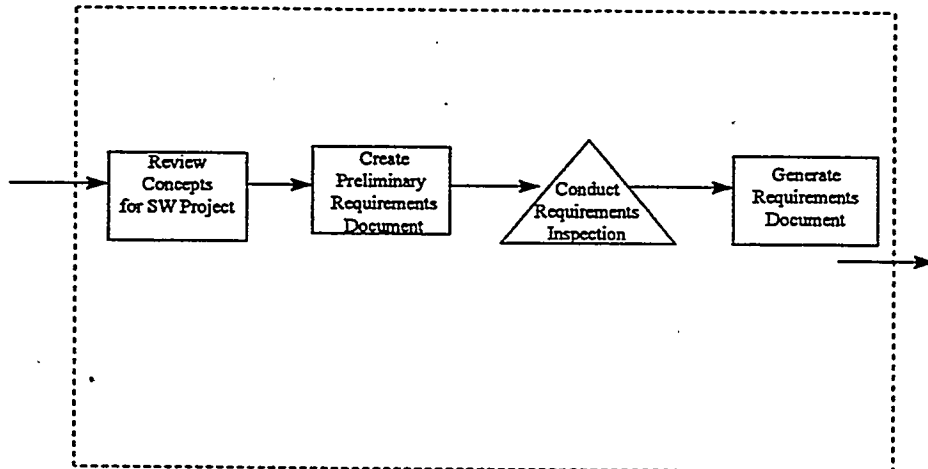 Review
Concepts
for SW Project
Create
Preliminary
Requirements
Document
Conduct
Requirements
Inspection
Generate
Requirements
Document